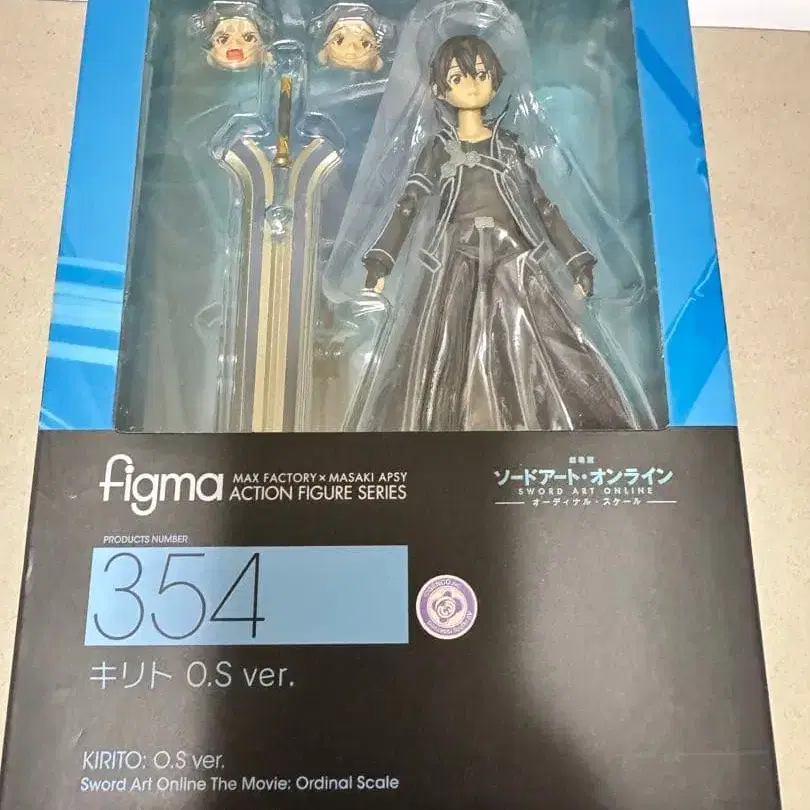 figma
MAX FACTORY × MASAKI APSY
ACTION FIGURE SERIES
劇場版
ソードアート・オンライン
SWORD ART ONLINE
オーディナル・スケール
PRODUCTS NUMBER
354
キリト O.S ver.
KIRITO: O.S ver.
Sword Art Online The Movie: Ordinal Scale